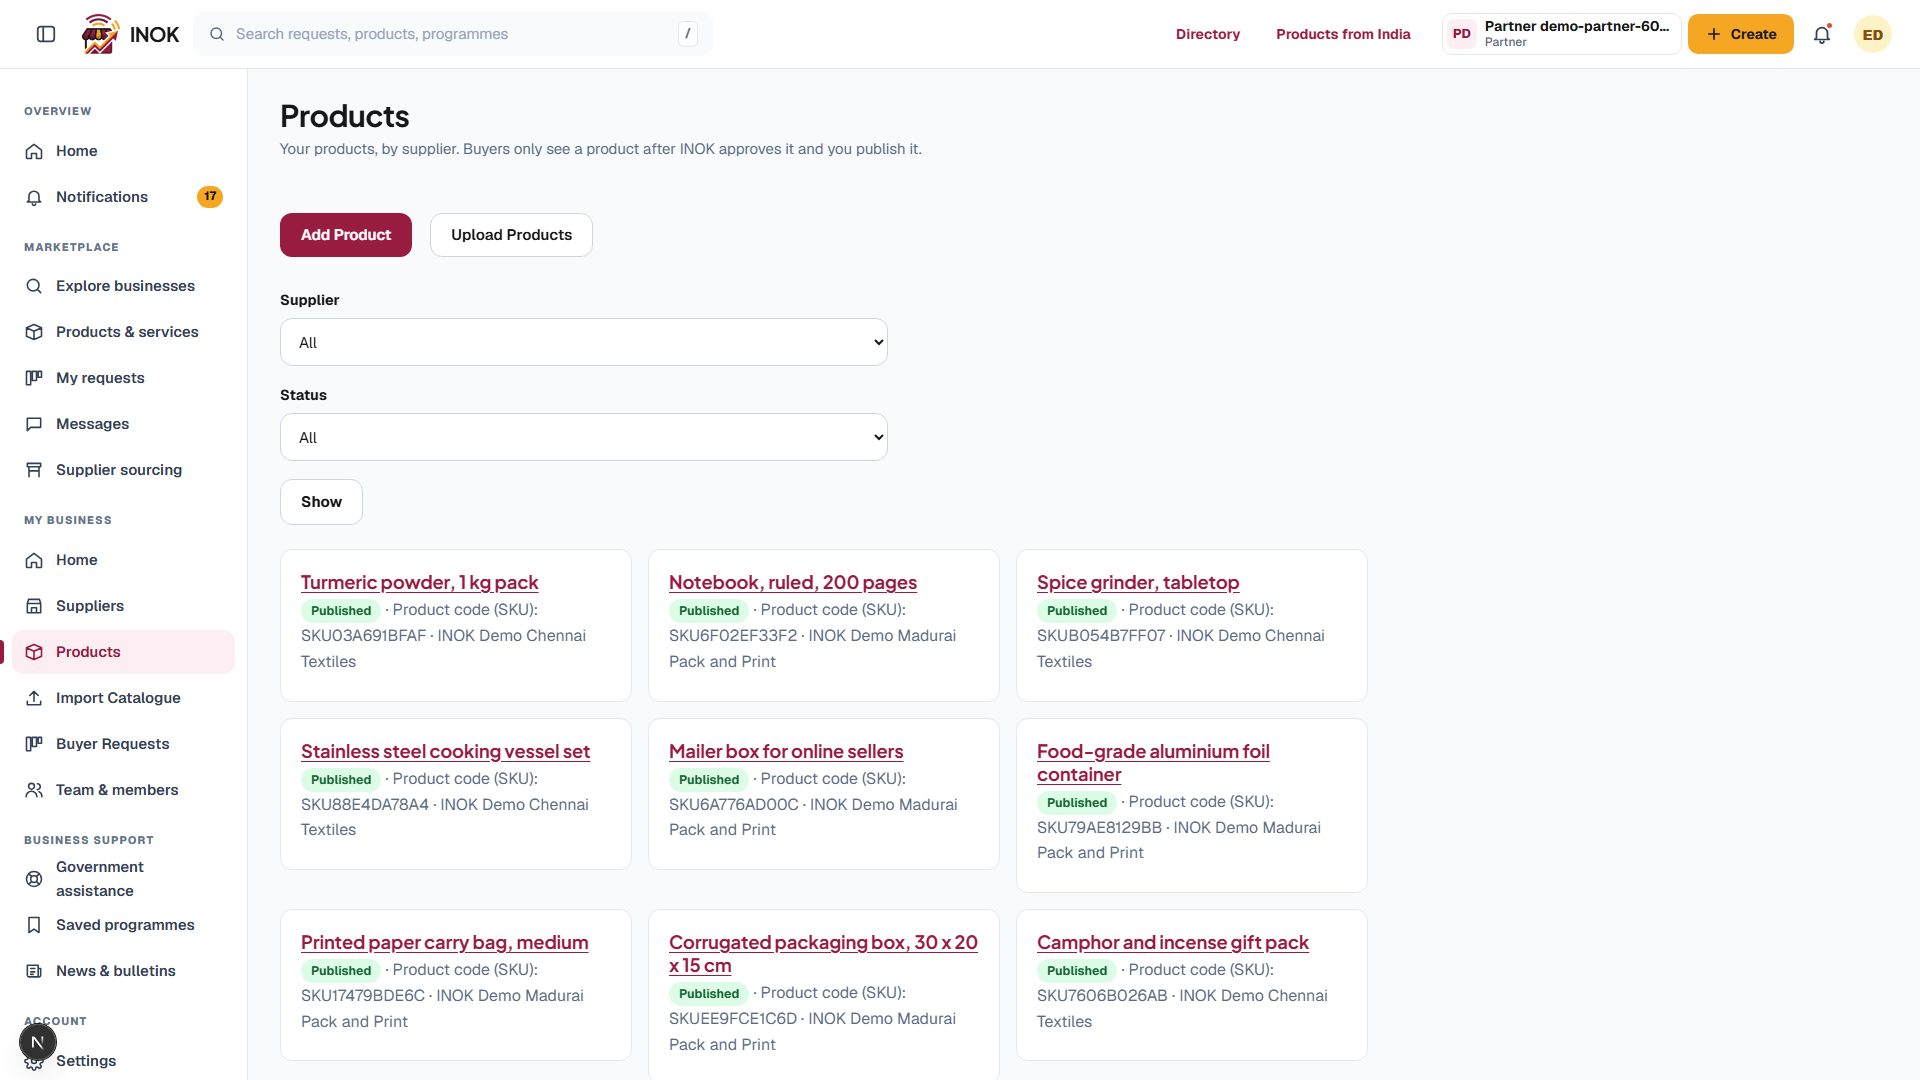 INOK
Search requests, products, programmes
/
Directory
Products from India
PD
Partner demo-partner-60...
Partner
+ Create
ED
OVERVIEW
Home
Notifications
17
MARKETPLACE
Explore businesses
Products & services
My requests
Messages
Supplier sourcing
MY BUSINESS
Home
Suppliers
Products
Import Catalogue
Buyer Requests
Team & members
BUSINESS SUPPORT
Government
assistance
Saved programmes
News & bulletins
ACCOUNT
N
Settings
Products
Your products, by supplier. Buyers only see a product after INOK approves it and you publish it.
Add Product
Upload Products
Supplier
All
Status
All
Show
Turmeric powder, 1 kg pack
Published · Product code (SKU):
SKU03A691BFAF · INOK Demo Chennai
Textiles
Notebook, ruled, 200 pages
Published · Product code (SKU):
SKU6F02EF33F2 · INOK Demo Madurai
Pack and Print
Spice grinder, tabletop
Published · Product code (SKU):
SKUB054B7FF07 · INOK Demo Chennai
Textiles
Stainless steel cooking vessel set
Published · Product code (SKU):
SKU88E4DA78A4 · INOK Demo Chennai
Textiles
Mailer box for online sellers
Published · Product code (SKU):
SKU6A776AD00C · INOK Demo Madurai
Pack and Print
Food-grade aluminium foil
container
Published · Product code (SKU):
SKU79AE8129BB · INOK Demo Madurai
Pack and Print
Printed paper carry bag, medium
Published · Product code (SKU):
SKU17479BDE6C · INOK Demo Madurai
Pack and Print
Corrugated packaging box, 30 x 20
x 15 cm
Published · Product code (SKU):
SKUEE9FCE1C6D · INOK Demo Madurai
Pack and Print
Camphor and incense gift pack
Published · Product code (SKU):
SKU7606B026AB · INOK Demo Chennai
Textiles